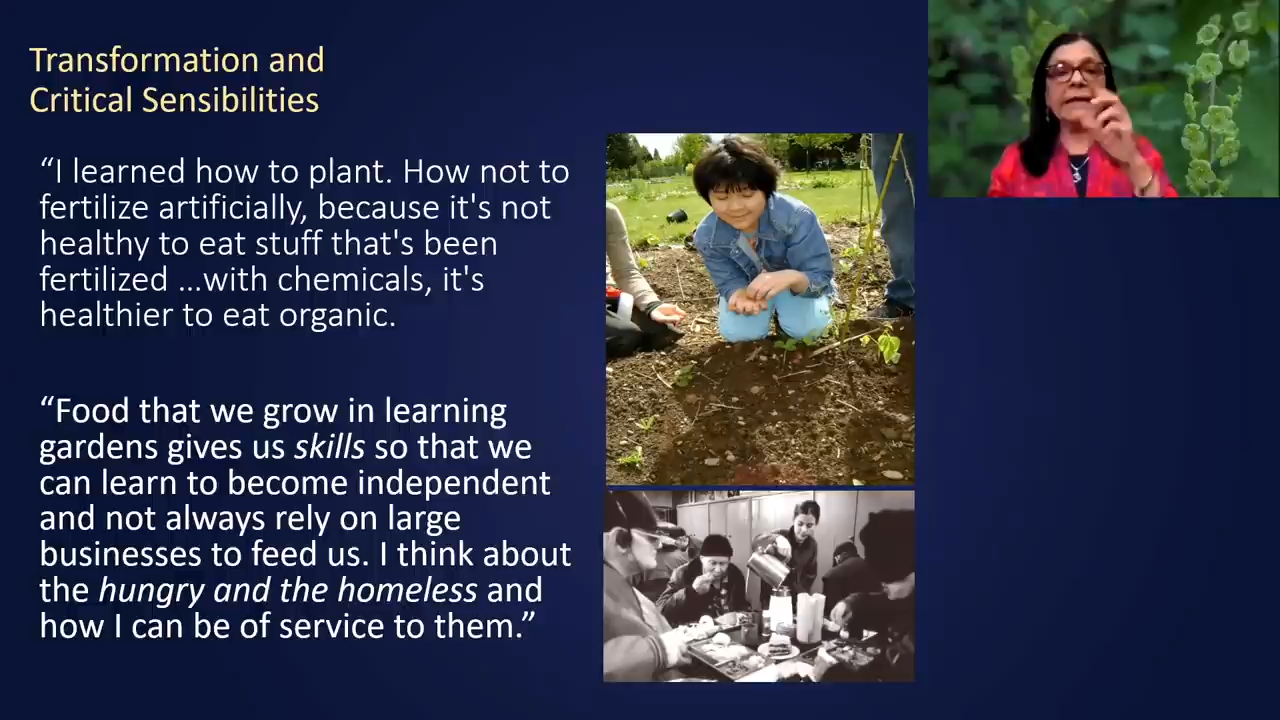 Transformation and
Critical Sensibilities
“I learned how to plant. How not to
fertilize artificially, because it's not
healthy to eat stuff that's been
fertilized ...with chemicals, it's
healthier to eat organic.
“Food that we grow in learning
gardens gives us skills so that we
can learn to become independent
and not always rely on large
businesses to feed us. I think about
the hungry and the homeless and
how I can be of service to them.”